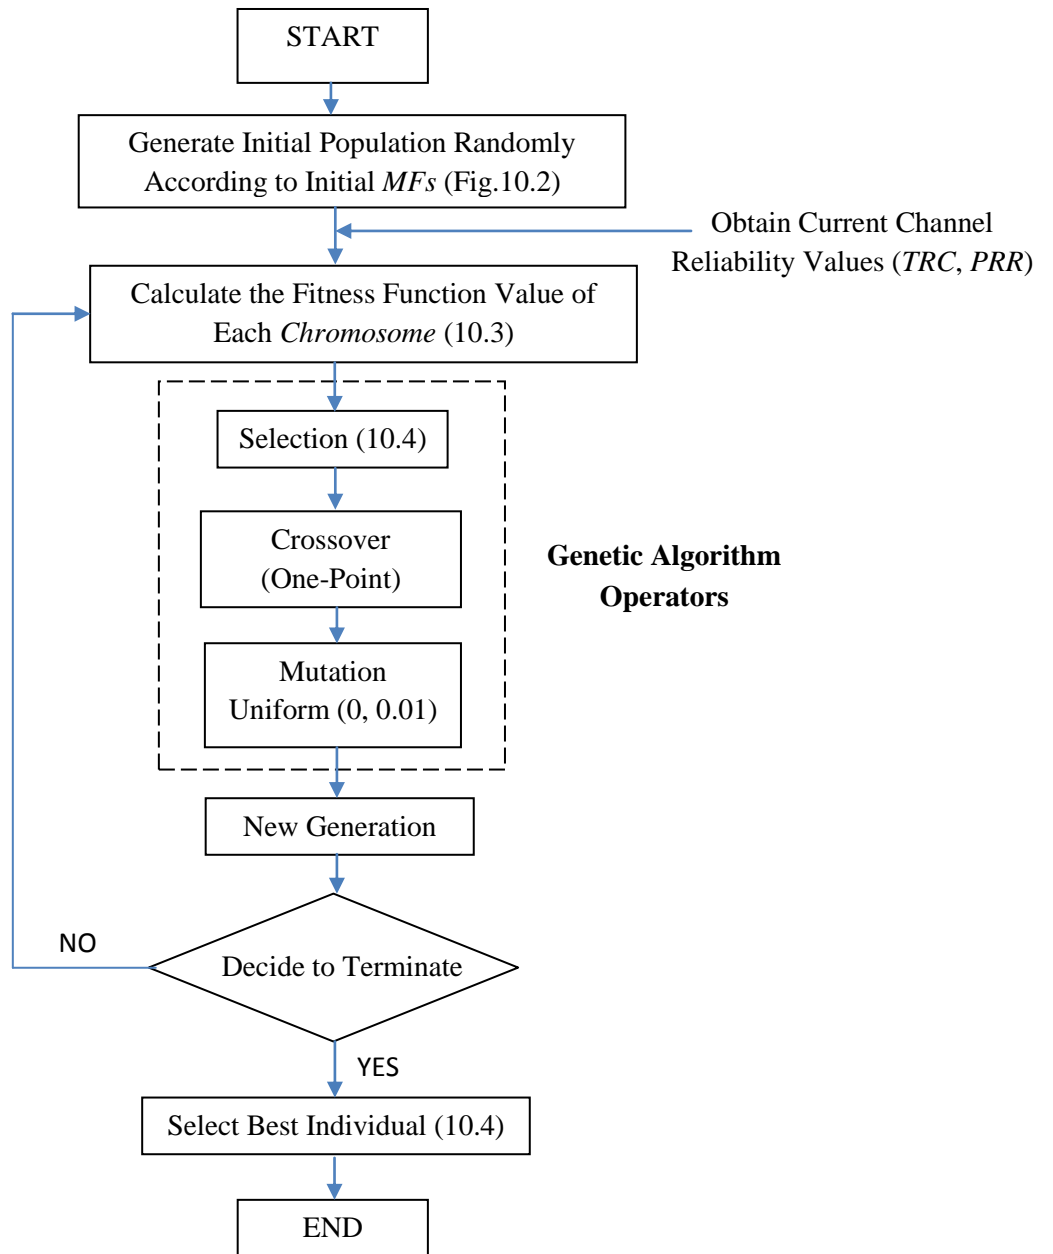 START
Generate Initial Population Randomly
According to Initial MFs (Fig.10.2)
Obtain Current Channel
Reliability Values (TRC, PRR)
Calculate the Fitness Function Value of
Each Chromosome (10.3)
Selection (10.4)
Crossover
(One-Point)
Genetic Algorithm
Operators
Mutation
Uniform (0, 0.01)
New Generation
NO
Decide to Terminate
YES
Select Best Individual (10.4)
END